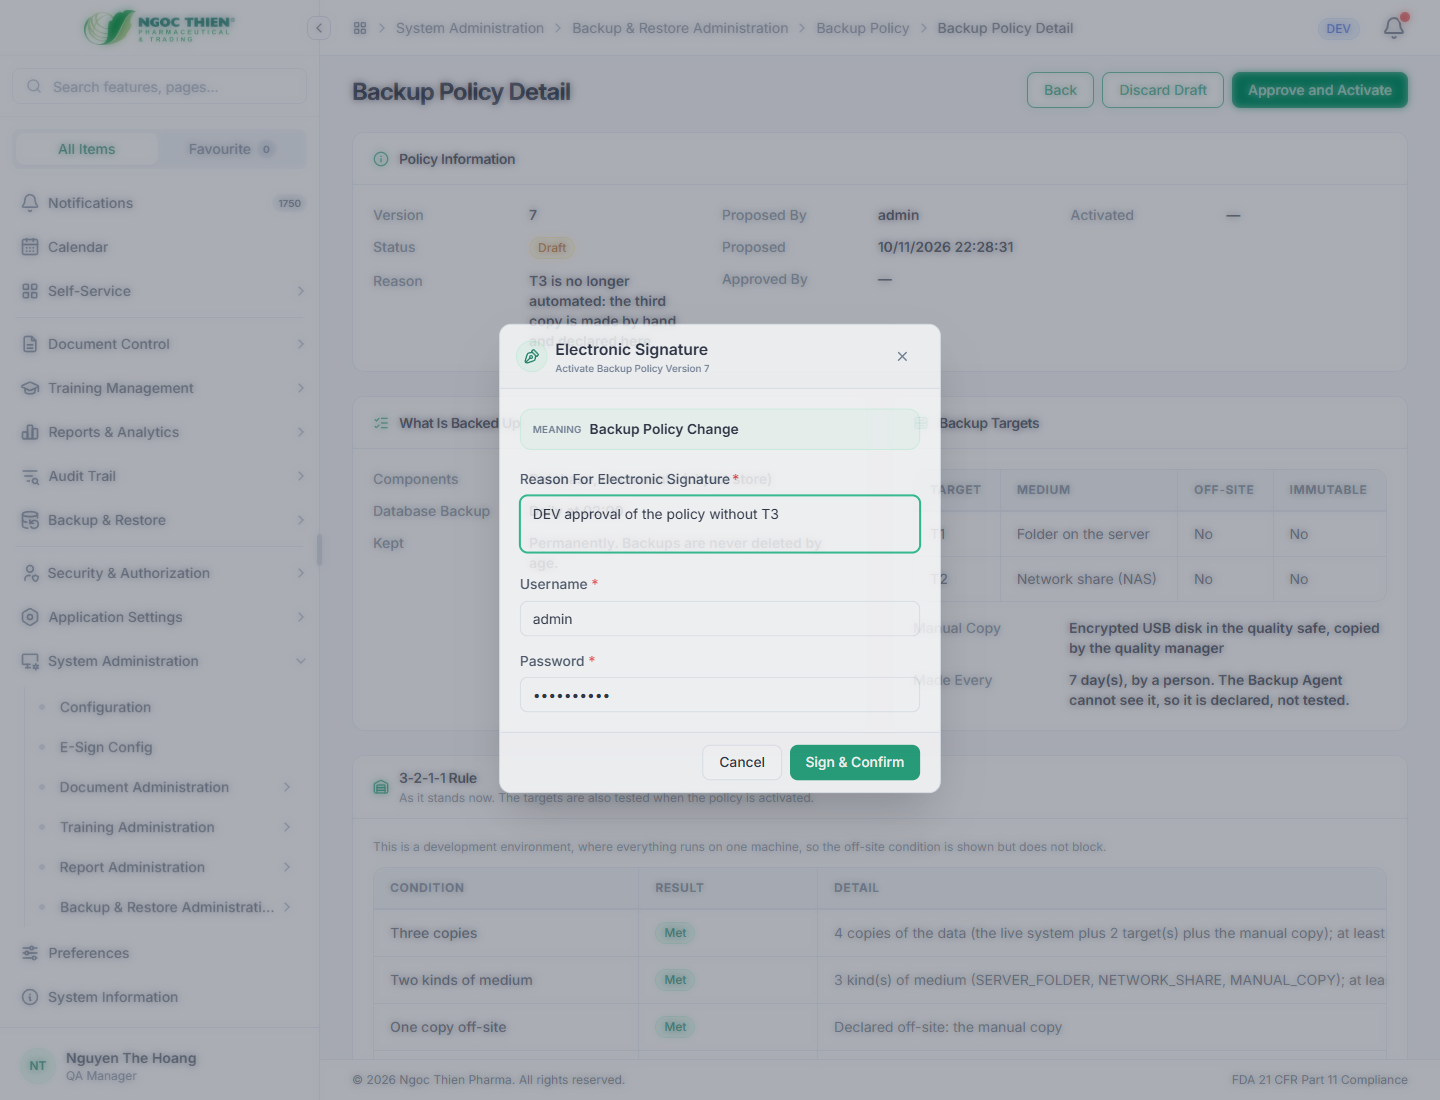 NGOC THIEN®
PHARMACEUTICAL
& TRADING
Search features, pages...
All Items
Favourite 0
Notifications 1750
Calendar
Self-Service
Document Control
Training Management
Reports & Analytics
Audit Trail
Backup & Restore
Security & Authorization
Application Settings
System Administration
Configuration
E-Sign Config
Document Administration
Training Administration
Report Administration
Backup & Restore Administrati...
Preferences
System Information
NT
Nguyen The Hoang
QA Manager
System Administration
Backup & Restore Administration
Backup Policy
Backup Policy Detail
DEV
Backup Policy Detail
Back
Discard Draft
Approve and Activate
Policy Information
Version 7
Status Draft
Reason T3 is no longer
automated: the third
copy is made by hand
and declared here
Proposed By admin
Proposed 10/11/2026 22:28:31
Approved By —
Activated —
What Is Backed Up
Components
Database Backup
Kept Permanently. Backups are never deleted by
age.
Backup Targets
TARGET MEDIUM OFF-SITE IMMUTABLE
T1 Folder on the server No No
T2 Network share (NAS) No No
Manual Copy Encrypted USB disk in the quality safe, copied
by the quality manager
Made Every 7 day(s), by a person. The Backup Agent
cannot see it, so it is declared, not tested.
Electronic Signature
Activate Backup Policy Version 7
MEANING Backup Policy Change
Reason For Electronic Signature *
DEV approval of the policy without T3
Username *
admin
Password *
••••••••••
Cancel
Sign & Confirm
3-2-1-1 Rule
As it stands now. The targets are also tested when the policy is activated.
This is a development environment, where everything runs on one machine, so the off-site condition is shown but does not block.
CONDITION RESULT DETAIL
Three copies Met 4 copies of the data (the live system plus 2 target(s) plus the manual copy); at least
Two kinds of medium Met 3 kind(s) of medium (SERVER_FOLDER, NETWORK_SHARE, MANUAL_COPY); at lea
One copy off-site Met Declared off-site: the manual copy
© 2026 Ngoc Thien Pharma. All rights reserved.
FDA 21 CFR Part 11 Compliance